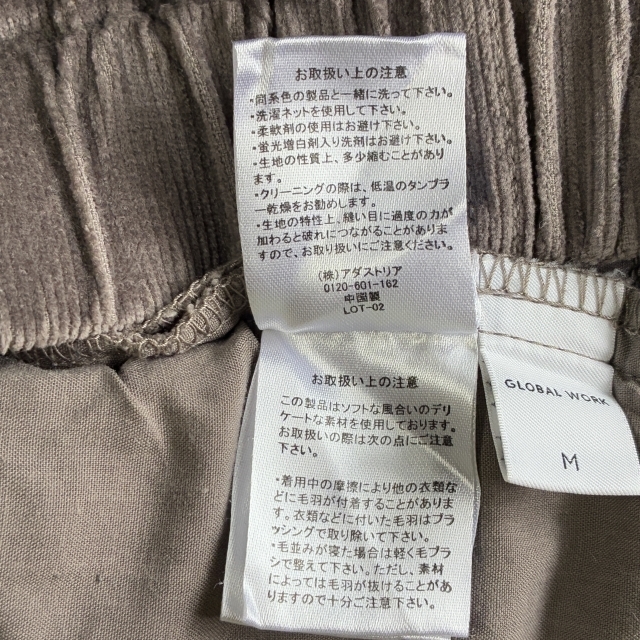 お取扱い上の注意
・同系色の製品と一緒に洗って下さい。
・洗濯ネットを使用して下さい。
・柔軟剤の使用はお避け下さい。
・蛍光増白剤入り洗剤はお避け下さい。
・生地の性質上、多少縮むことがあり
ます。
・クリーニングの際は、低温のタンブラ
ー乾燥をお勧めします。
・生地の特性上、縫い目に過度の力が
加わると破れにつながることがありま
すので、お取り扱いにご注意ください。
(株)アダストリア
0120-601-162
中国製
LOT-02
お取扱い上の注意
この製品はソフトな風合いのデリ
ケートな素材を使用しております。
お取扱いの際は次の点にご注意
下さい。
・着用中の摩擦により他の衣類な
どに毛羽が付着することがありま
す。衣類などに付いた毛羽はブラ
ッシングで取り除いて下さい。
・毛並みが寝た場合は軽く毛ブラ
シで整えて下さい。ただし、素材
によっては毛羽が抜けることがあ
りますので十分ご注意下さい。
GLOBAL WORK
M